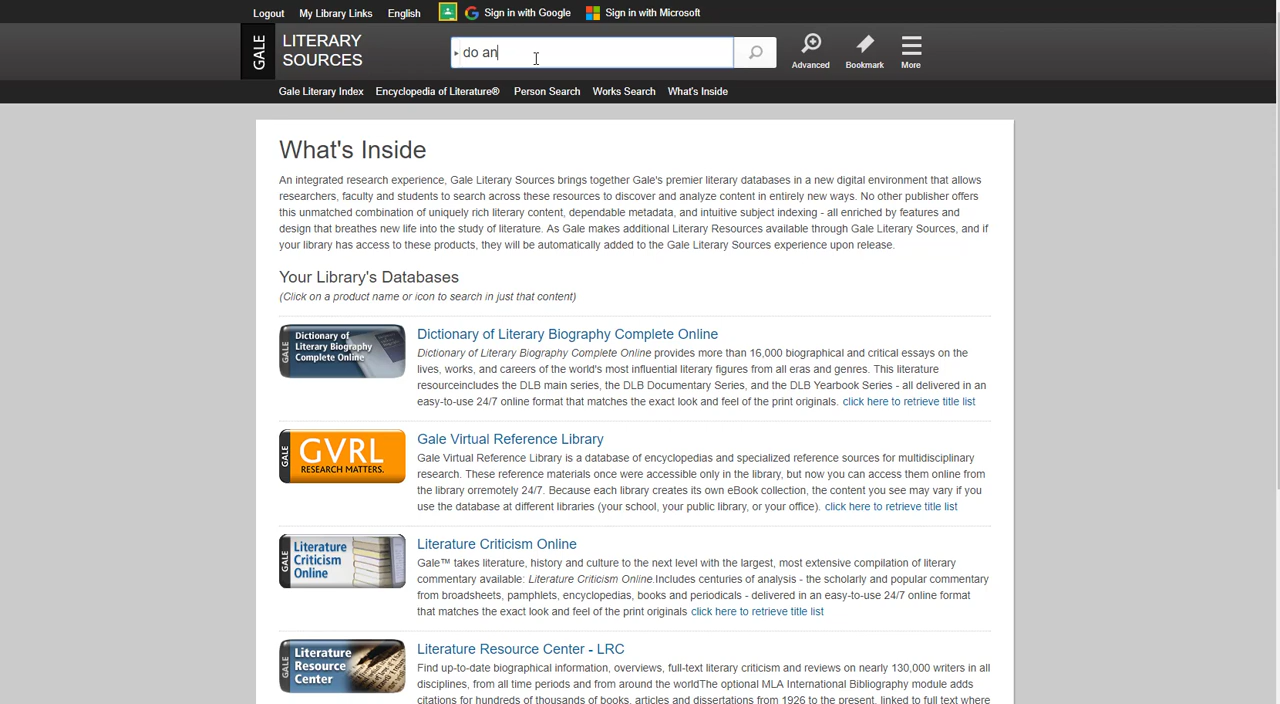 Logout My Library Links English Sign in with Google Sign in with Microsoft
GALE LITERARY SOURCES
do an
Advanced Bookmark More
Gale Literary Index Encyclopedia of Literature® Person Search Works Search What's Inside
What's Inside
An integrated research experience, Gale Literary Sources brings together Gale's premier literary databases in a new digital environment that allows
researchers, faculty and students to search across these resources to discover and analyze content in entirely new ways. No other publisher offers
this unmatched combination of uniquely rich literary content, dependable metadata, and intuitive subject indexing - all enriched by features and
design that breathes new life into the study of literature. As Gale makes additional Literary Resources available through Gale Literary Sources, and if
your library has access to these products, they will be automatically added to the Gale Literary Sources experience upon release.
Your Library's Databases
(Click on a product name or icon to search in just that content)
GALE
Dictionary of
Literary Biography
Complete Online
Dictionary of Literary Biography Complete Online
Dictionary of Literary Biography Complete Online provides more than 16,000 biographical and critical essays on the
lives, works, and careers of the world's most influential literary figures from all eras and genres. This literature
resourceincludes the DLB main series, the DLB Documentary Series, and the DLB Yearbook Series - all delivered in an
easy-to-use 24/7 online format that matches the exact look and feel of the print originals. click here to retrieve title list
GALE
GVRL
RESEARCH MATTERS.
Gale Virtual Reference Library
Gale Virtual Reference Library is a database of encyclopedias and specialized reference sources for multidisciplinary
research. These reference materials once were accessible only in the library, but now you can access them online from
the library orremotely 24/7. Because each library creates its own eBook collection, the content you see may vary if you
use the database at different libraries (your school, your public library, or your office). click here to retrieve title list
GALE
Literature
Criticism
Online
Literature Criticism Online
Gale™ takes literature, history and culture to the next level with the largest, most extensive compilation of literary
commentary available: Literature Criticism Online.Includes centuries of analysis - the scholarly and popular commentary
from broadsheets, pamphlets, encyclopedias, books and periodicals - delivered in an easy-to-use 24/7 online format
that matches the exact look and feel of the print originals click here to retrieve title list
GALE
Literature
Resource
Center
Literature Resource Center - LRC
Find up-to-date biographical information, overviews, full-text literary criticism and reviews on nearly 130,000 writers in all
disciplines, from all time periods and from around the worldThe optional MLA International Bibliography module adds
citations for hundreds of thousands of books, articles and dissertations from 1926 to the present, linked to full text where